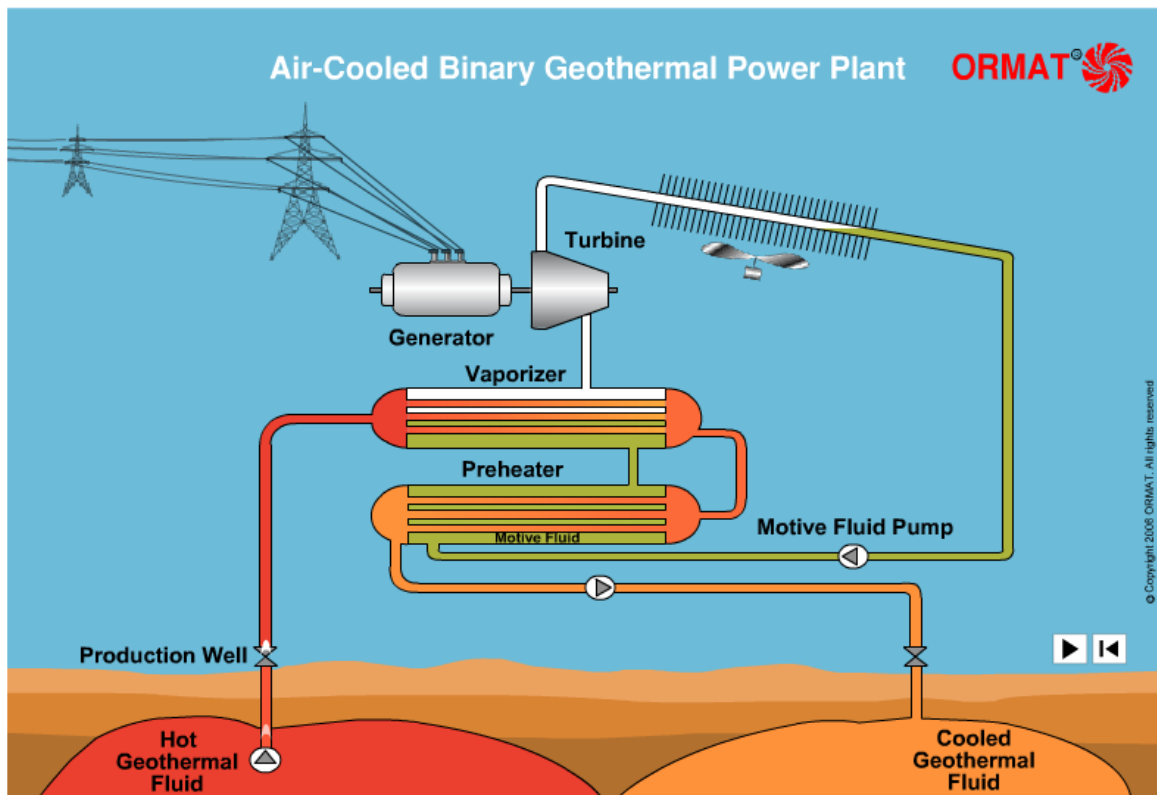 Air-Cooled Binary Geothermal Power Plant
ORMAT®
Turbine
Generator
Vaporizer
Preheater
Motive Fluid
Motive Fluid Pump
Production Well
Hot
Geothermal
Fluid
Cooled
Geothermal
Fluid
© Copyright 2006 ORMAT. All rights reserved